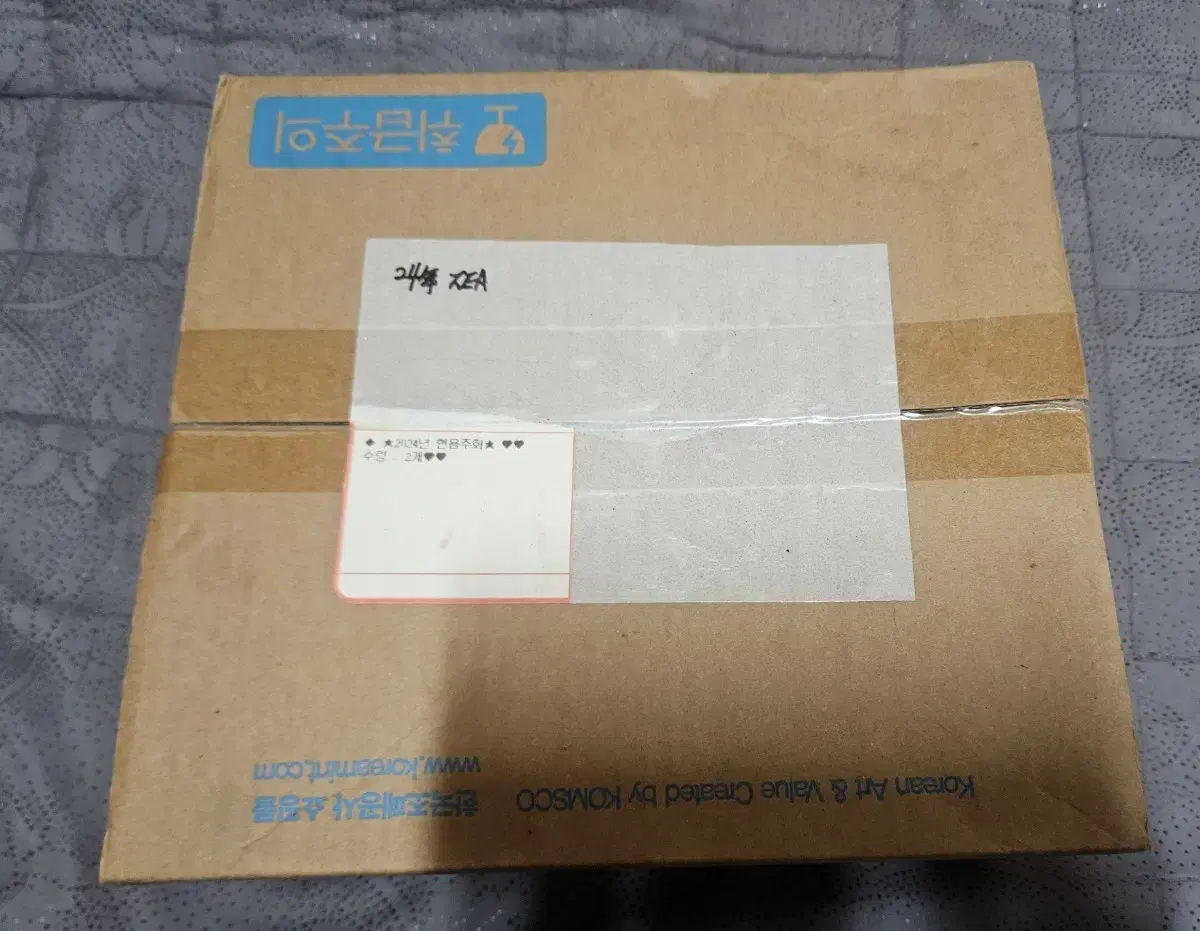 취급주의
24年 XEA
◆ ★2024년 현용주화★ ♥♥
수량 - 2개♥♥
www.koreamint.com
한국조폐공사 쇼핑몰
Korean Art & Value Created by KOMSCO